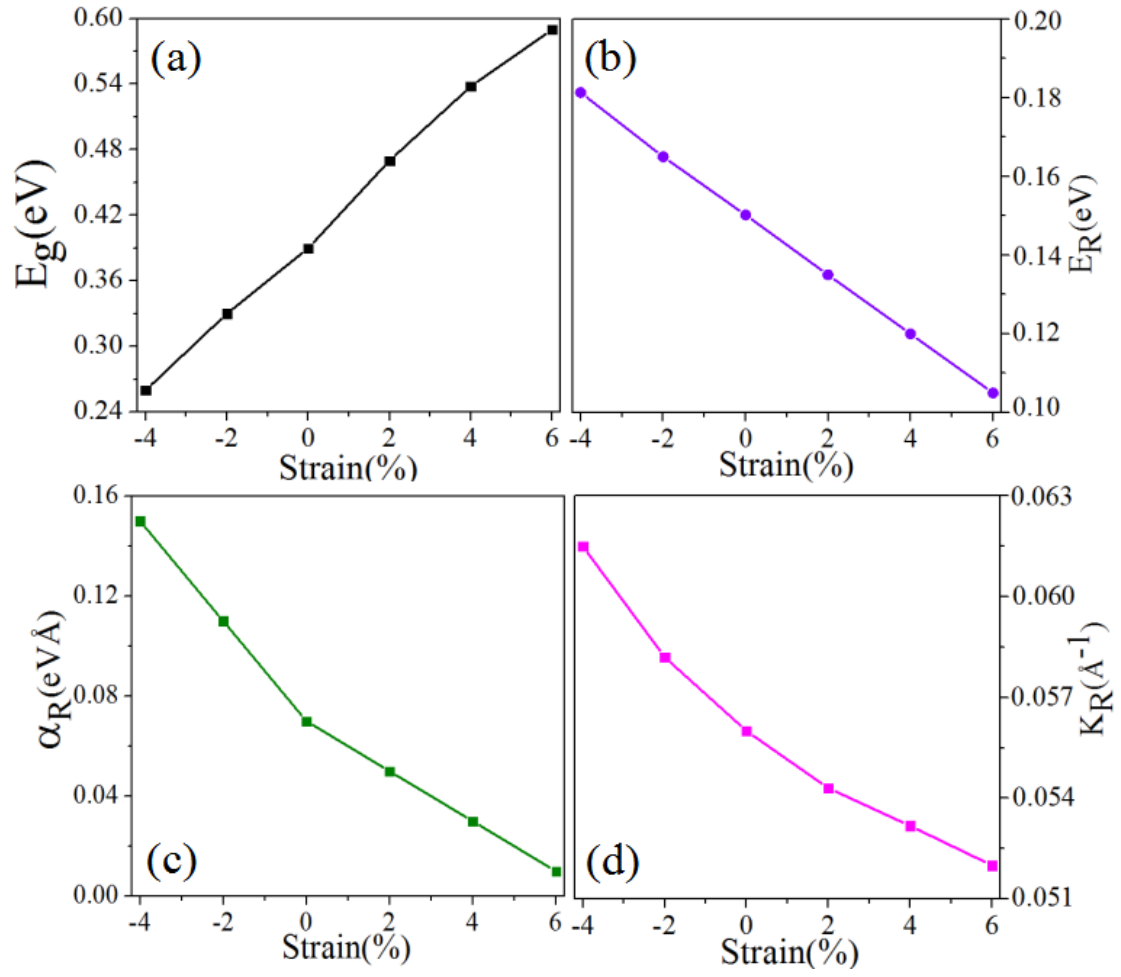 (a)
E_g(eV)
0.60
0.54
0.48
0.42
0.36
0.30
0.24
-4 -2 0 2 4 6
Strain(%)
(b)
E_R(eV)
0.20
0.18
0.16
0.14
0.12
0.10
-4 -2 0 2 4 6
Strain(%)
(c)
α_R(eVÅ)
0.16
0.12
0.08
0.04
0.00
-4 -2 0 2 4 6
Strain(%)
(d)
K_R(Å⁻¹)
0.063
0.060
0.057
0.054
0.051
-4 -2 0 2 4 6
Strain(%)